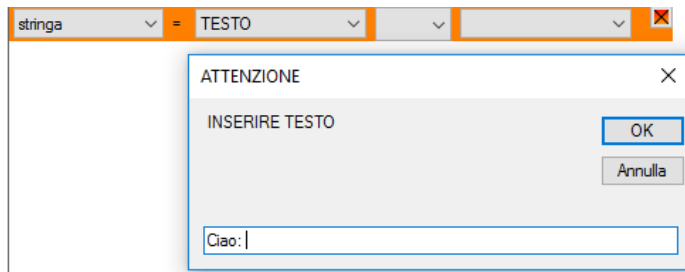 stringa = TESTO
ATTENZIONE
INSERIRE TESTO
OK
Annulla
Ciao: